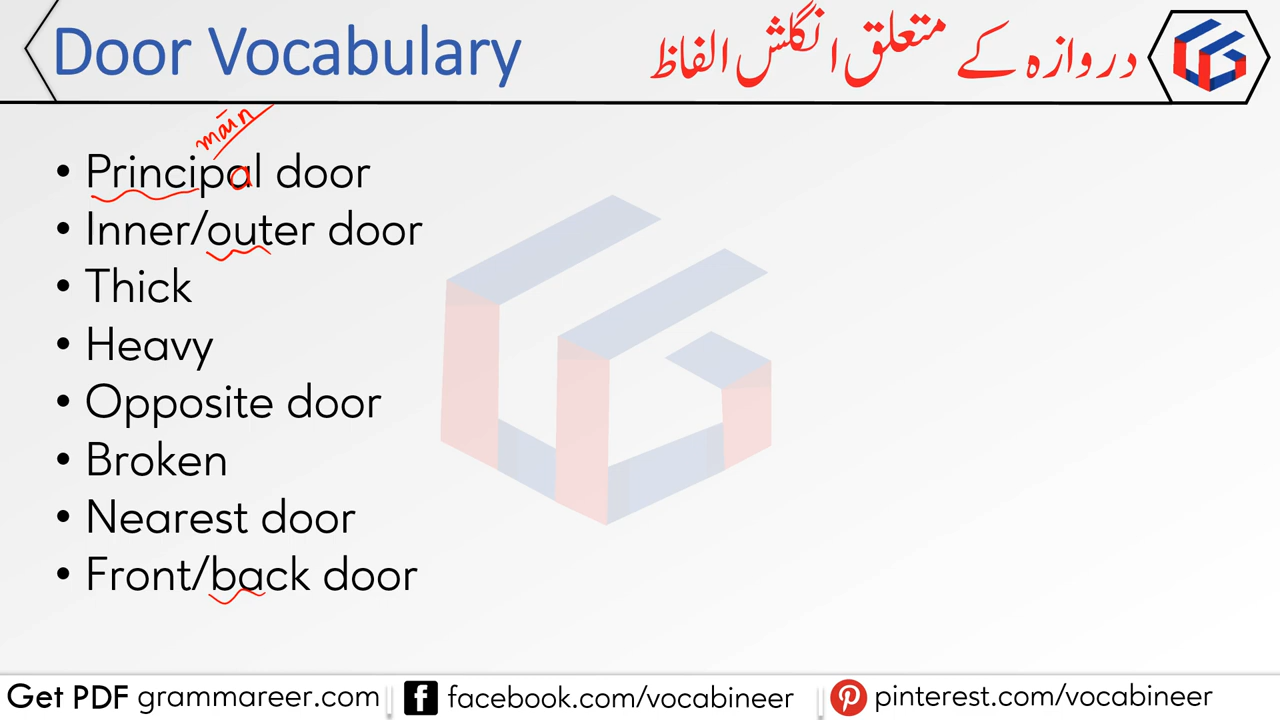 Door Vocabulary
دروازہ کے متعلق انگلش الفاظ
main
• Principal door
• Inner/outer door
• Thick
• Heavy
• Opposite door
• Broken
• Nearest door
• Front/back door
Get PDF grammareer.com
facebook.com/vocabineer
pinterest.com/vocabineer